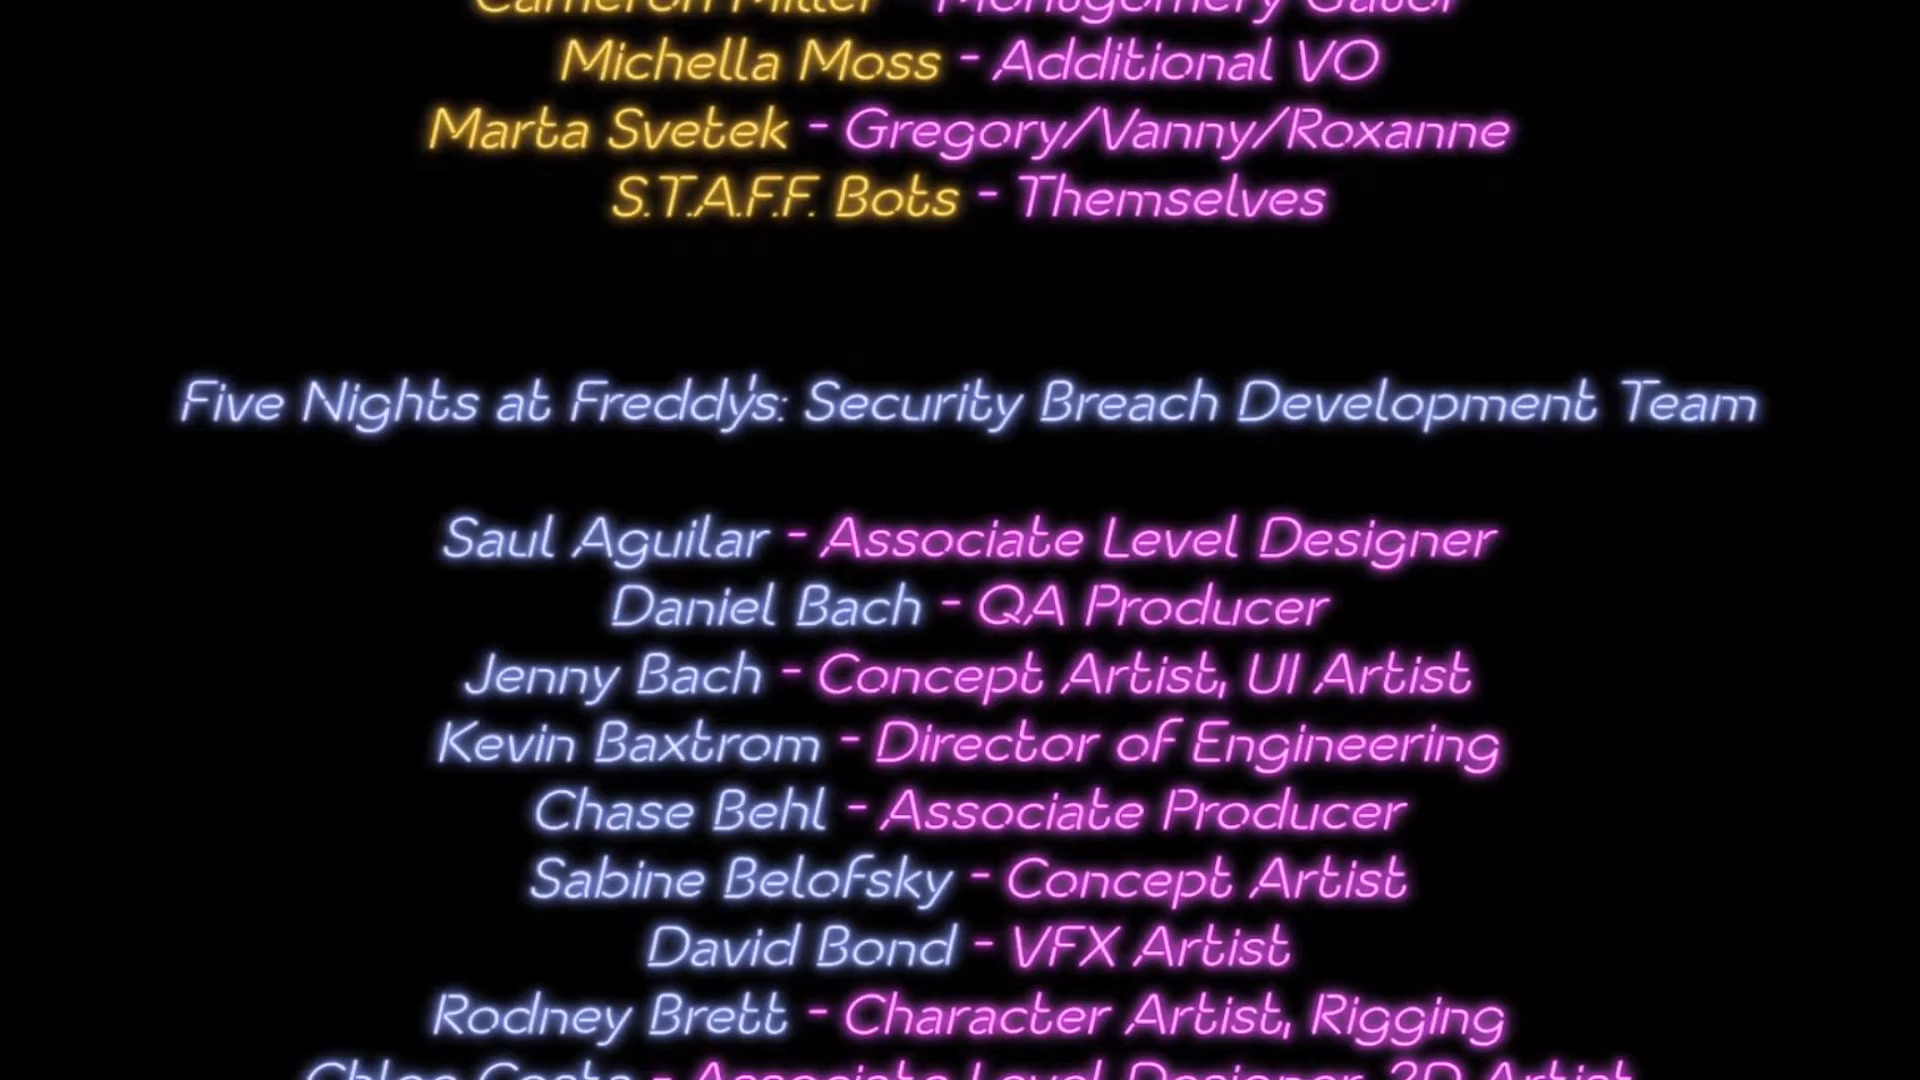 Cameron Miller - Montgomery Gator
Michella Moss - Additional VO
Marta Svetek - Gregory/Vanny/Roxanne
S.T.A.F.F. Bots - Themselves
Five Nights at Freddy's: Security Breach Development Team
Saul Aguilar - Associate Level Designer
Daniel Bach - QA Producer
Jenny Bach - Concept Artist, UI Artist
Kevin Baxtrom - Director of Engineering
Chase Behl - Associate Producer
Sabine Belofsky - Concept Artist
David Bond - VFX Artist
Rodney Brett - Character Artist, Rigging
Chloe Costa - Associate Level Designer, 2D Artist